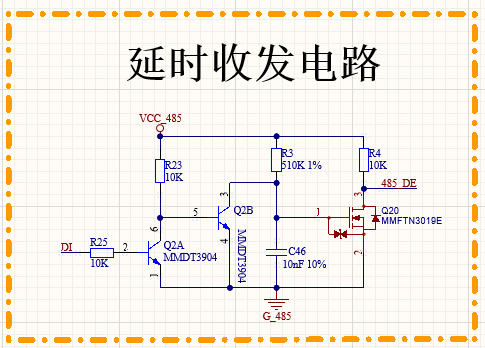 延时收发电路
VCC_485
R23
10K
R3
510K 1%
R4
10K
485_DE
3
3
5
Q2B
1
Q20
MMFTN3019E
6
DI
R25
10K
2
Q2A
MMDT3904
4
MMDT3904
C46
10nF 10%
2
1
G_485